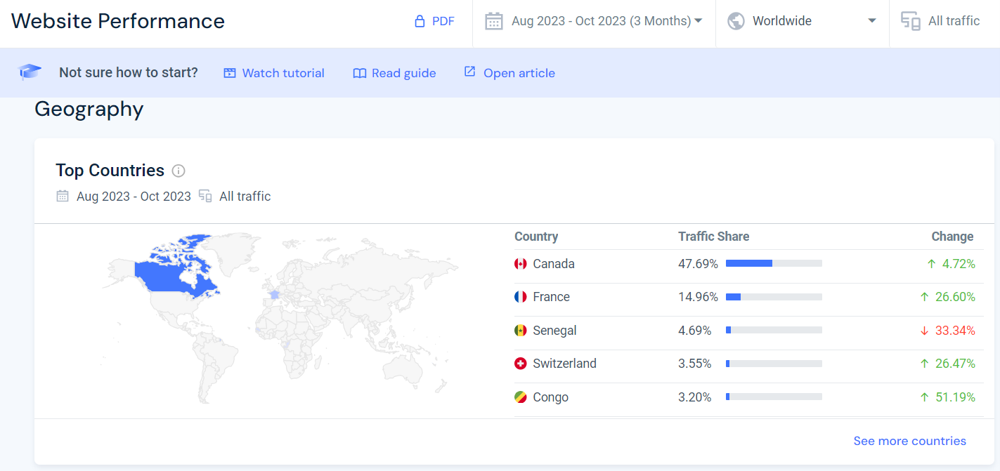 Website Performance PDF Aug 2023 - Oct 2023 (3 Months) Worldwide All traffic
Not sure how to start? Watch tutorial Read guide Open article
Geography
Top Countries
Aug 2023 - Oct 2023 All traffic
Country Traffic Share Change
Canada 47.69% ↑ 4.72%
France 14.96% ↑ 26.60%
Senegal 4.69% ↓ 33.34%
Switzerland 3.55% ↑ 26.47%
Congo 3.20% ↑ 51.19%
See more countries